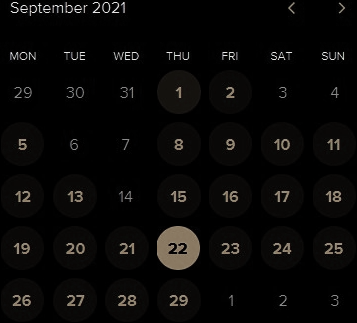 September 2021
MON TUE WED THU FRI SAT SUN
29 30 31 1 2 3 4
5 6 7 8 9 10 11
12 13 14 15 16 17 18
19 20 21 22 23 24 25
26 27 28 29 1 2 3